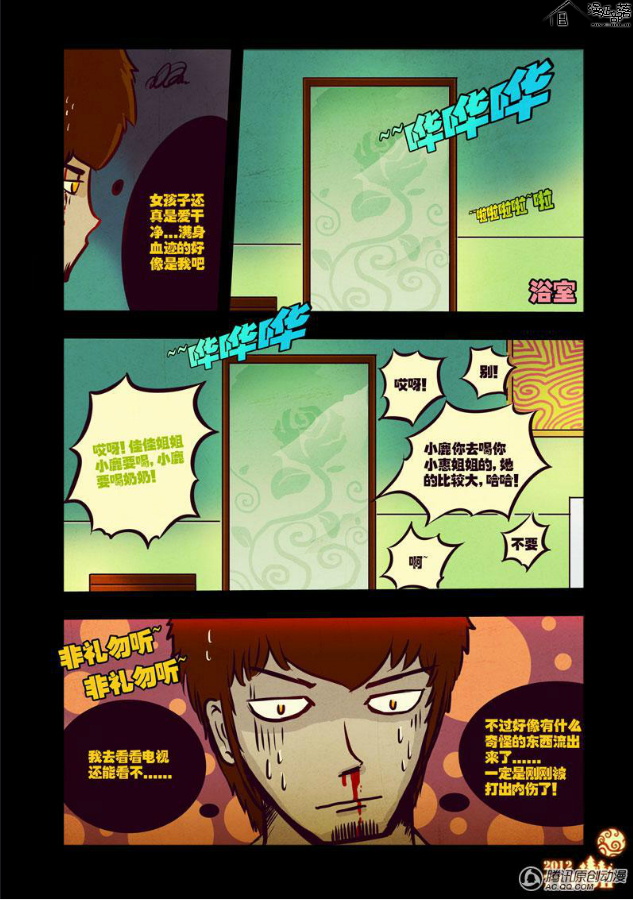 漫画部落
女孩子还
真是爱干
净...满身
血迹的好
像是我吧
~~哗哗哗
~啦啦啦啦~啦
浴室
~~哗哗哗
哎呀!佳佳姐姐
小鹿要喝,小鹿
要喝奶奶!
哎呀!
别!
小鹿你去喝你
小惠姐姐的,她
的比较大,哈哈!
啊~
不要
非礼勿听~
非礼勿听~
我去看看电视
还能看不......
不过好像有什么
奇怪的东西流出
来了......
一定是刚刚被
打出内伤了!
2012
腾讯原创动漫
AC.QQ.COM